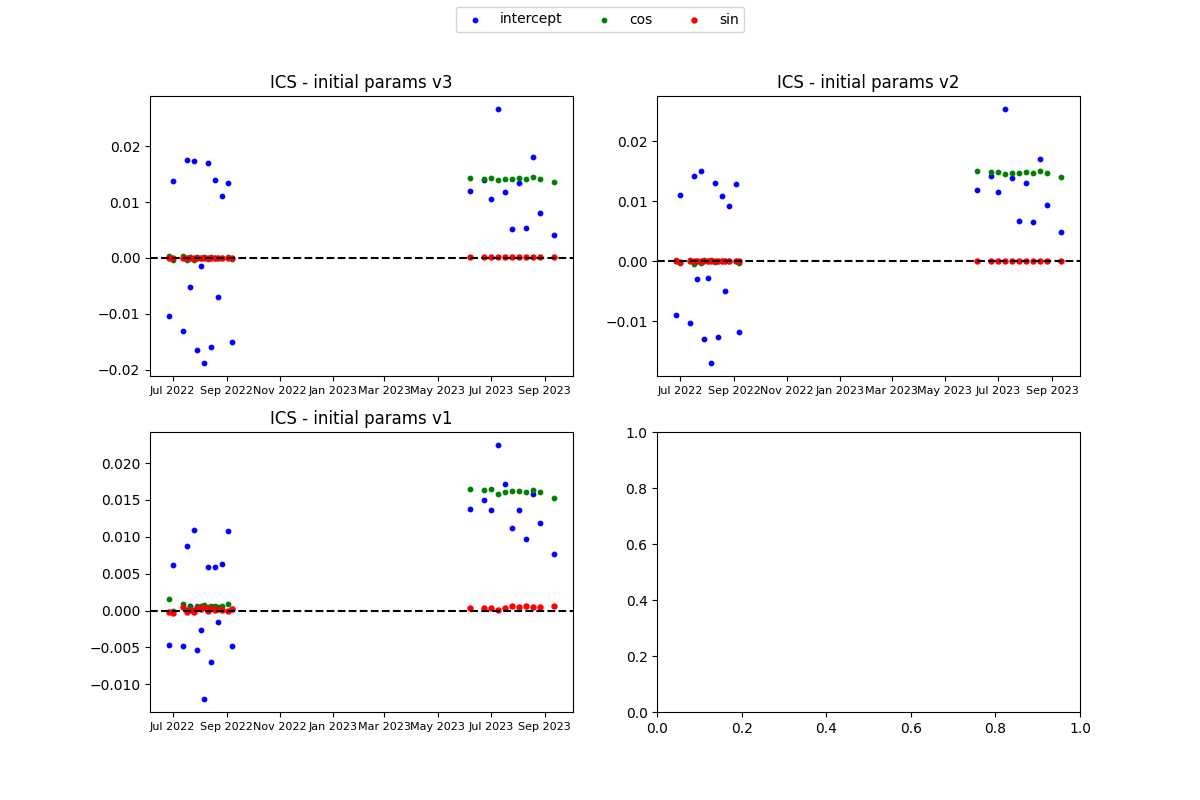 intercept cos sin
ICS - initial params v3
0.02
0.01
0.00
−0.01
−0.02
Jul 2022 Sep 2022 Nov 2022 Jan 2023 Mar 2023 May 2023 Jul 2023 Sep 2023
ICS - initial params v2
0.02
0.01
0.00
−0.01
Jul 2022 Sep 2022 Nov 2022 Jan 2023 Mar 2023 May 2023 Jul 2023 Sep 2023
ICS - initial params v1
0.020
0.015
0.010
0.005
0.000
−0.005
−0.010
Jul 2022 Sep 2022 Nov 2022 Jan 2023 Mar 2023 May 2023 Jul 2023 Sep 2023
1.0
0.8
0.6
0.4
0.2
0.0
0.0 0.2 0.4 0.6 0.8 1.0